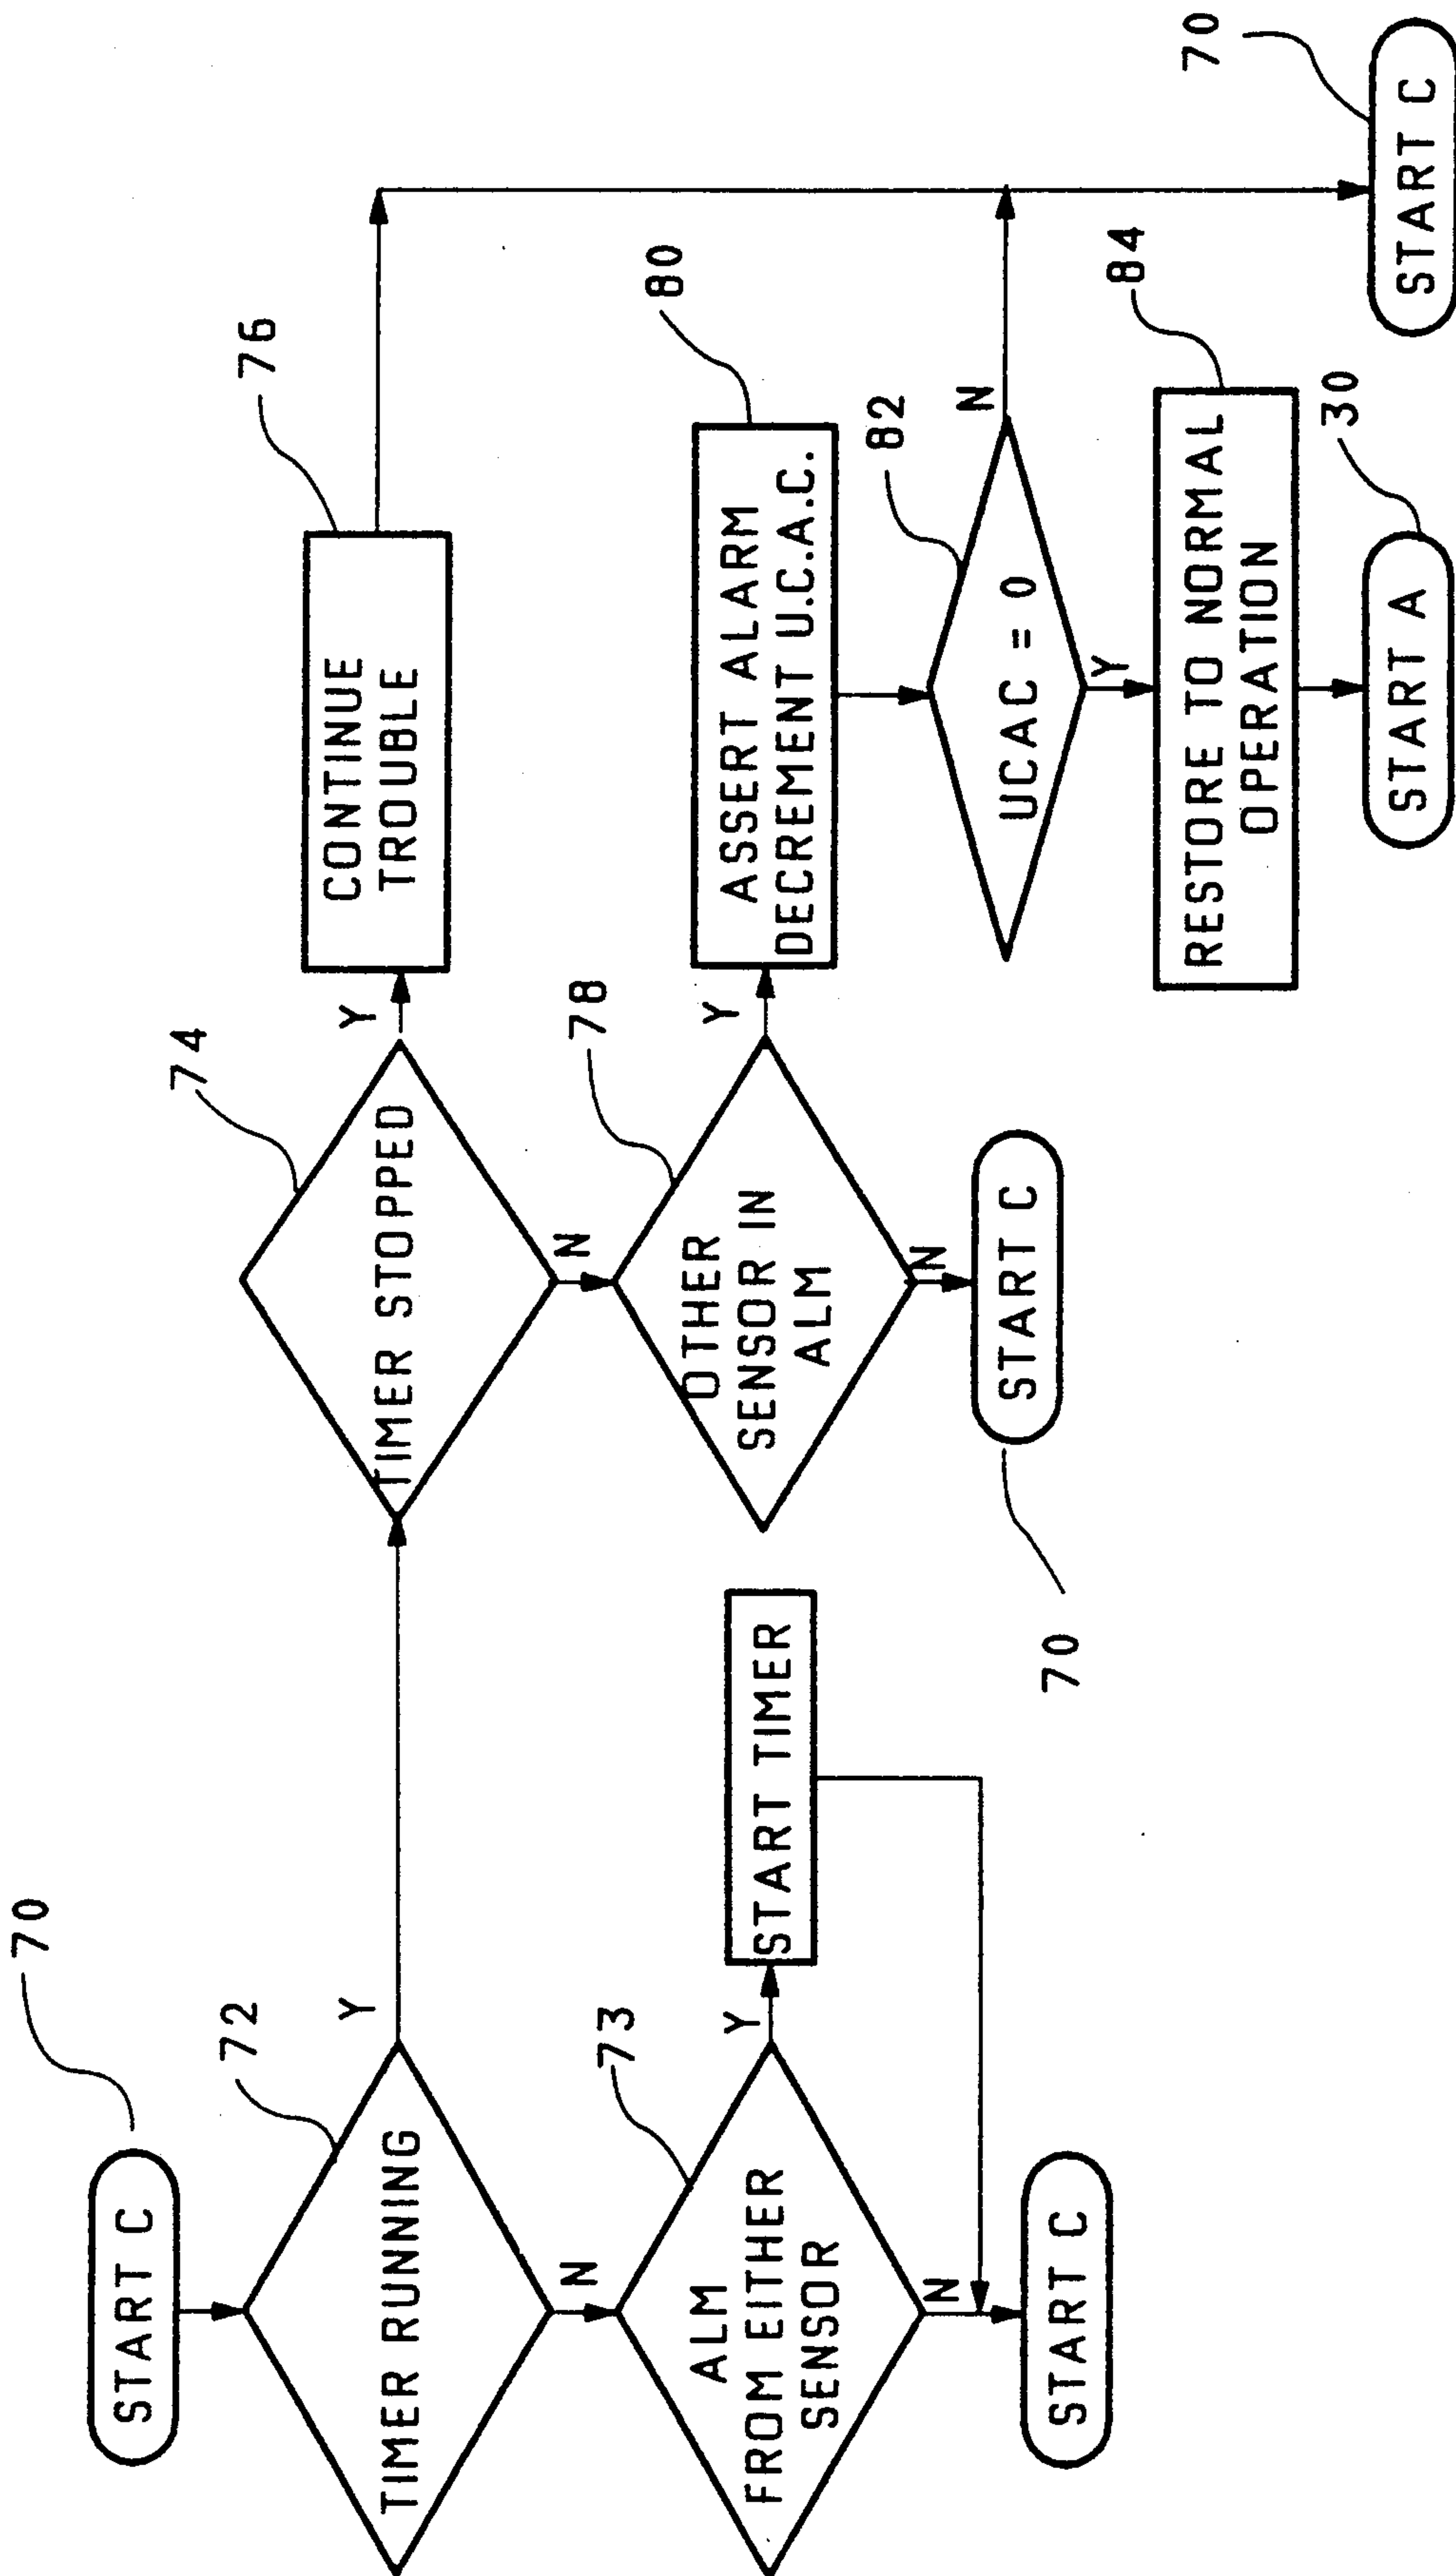 70
START C
72
TIMER RUNNING
Y
N
73
ALM
FROM EITHER
SENSOR
Y
START TIMER
N
START C
74
TIMER STOPPED
Y
N
76
CONTINUE
TROUBLE
78
OTHER
SENSOR IN
ALM
Y
N
START C
70
80
ASSERT ALARM
DECREMENT U.C.A.C.
82
UCAC = 0
N
Y
84
RESTORE TO NORMAL
OPERATION
START A
30
70
START C